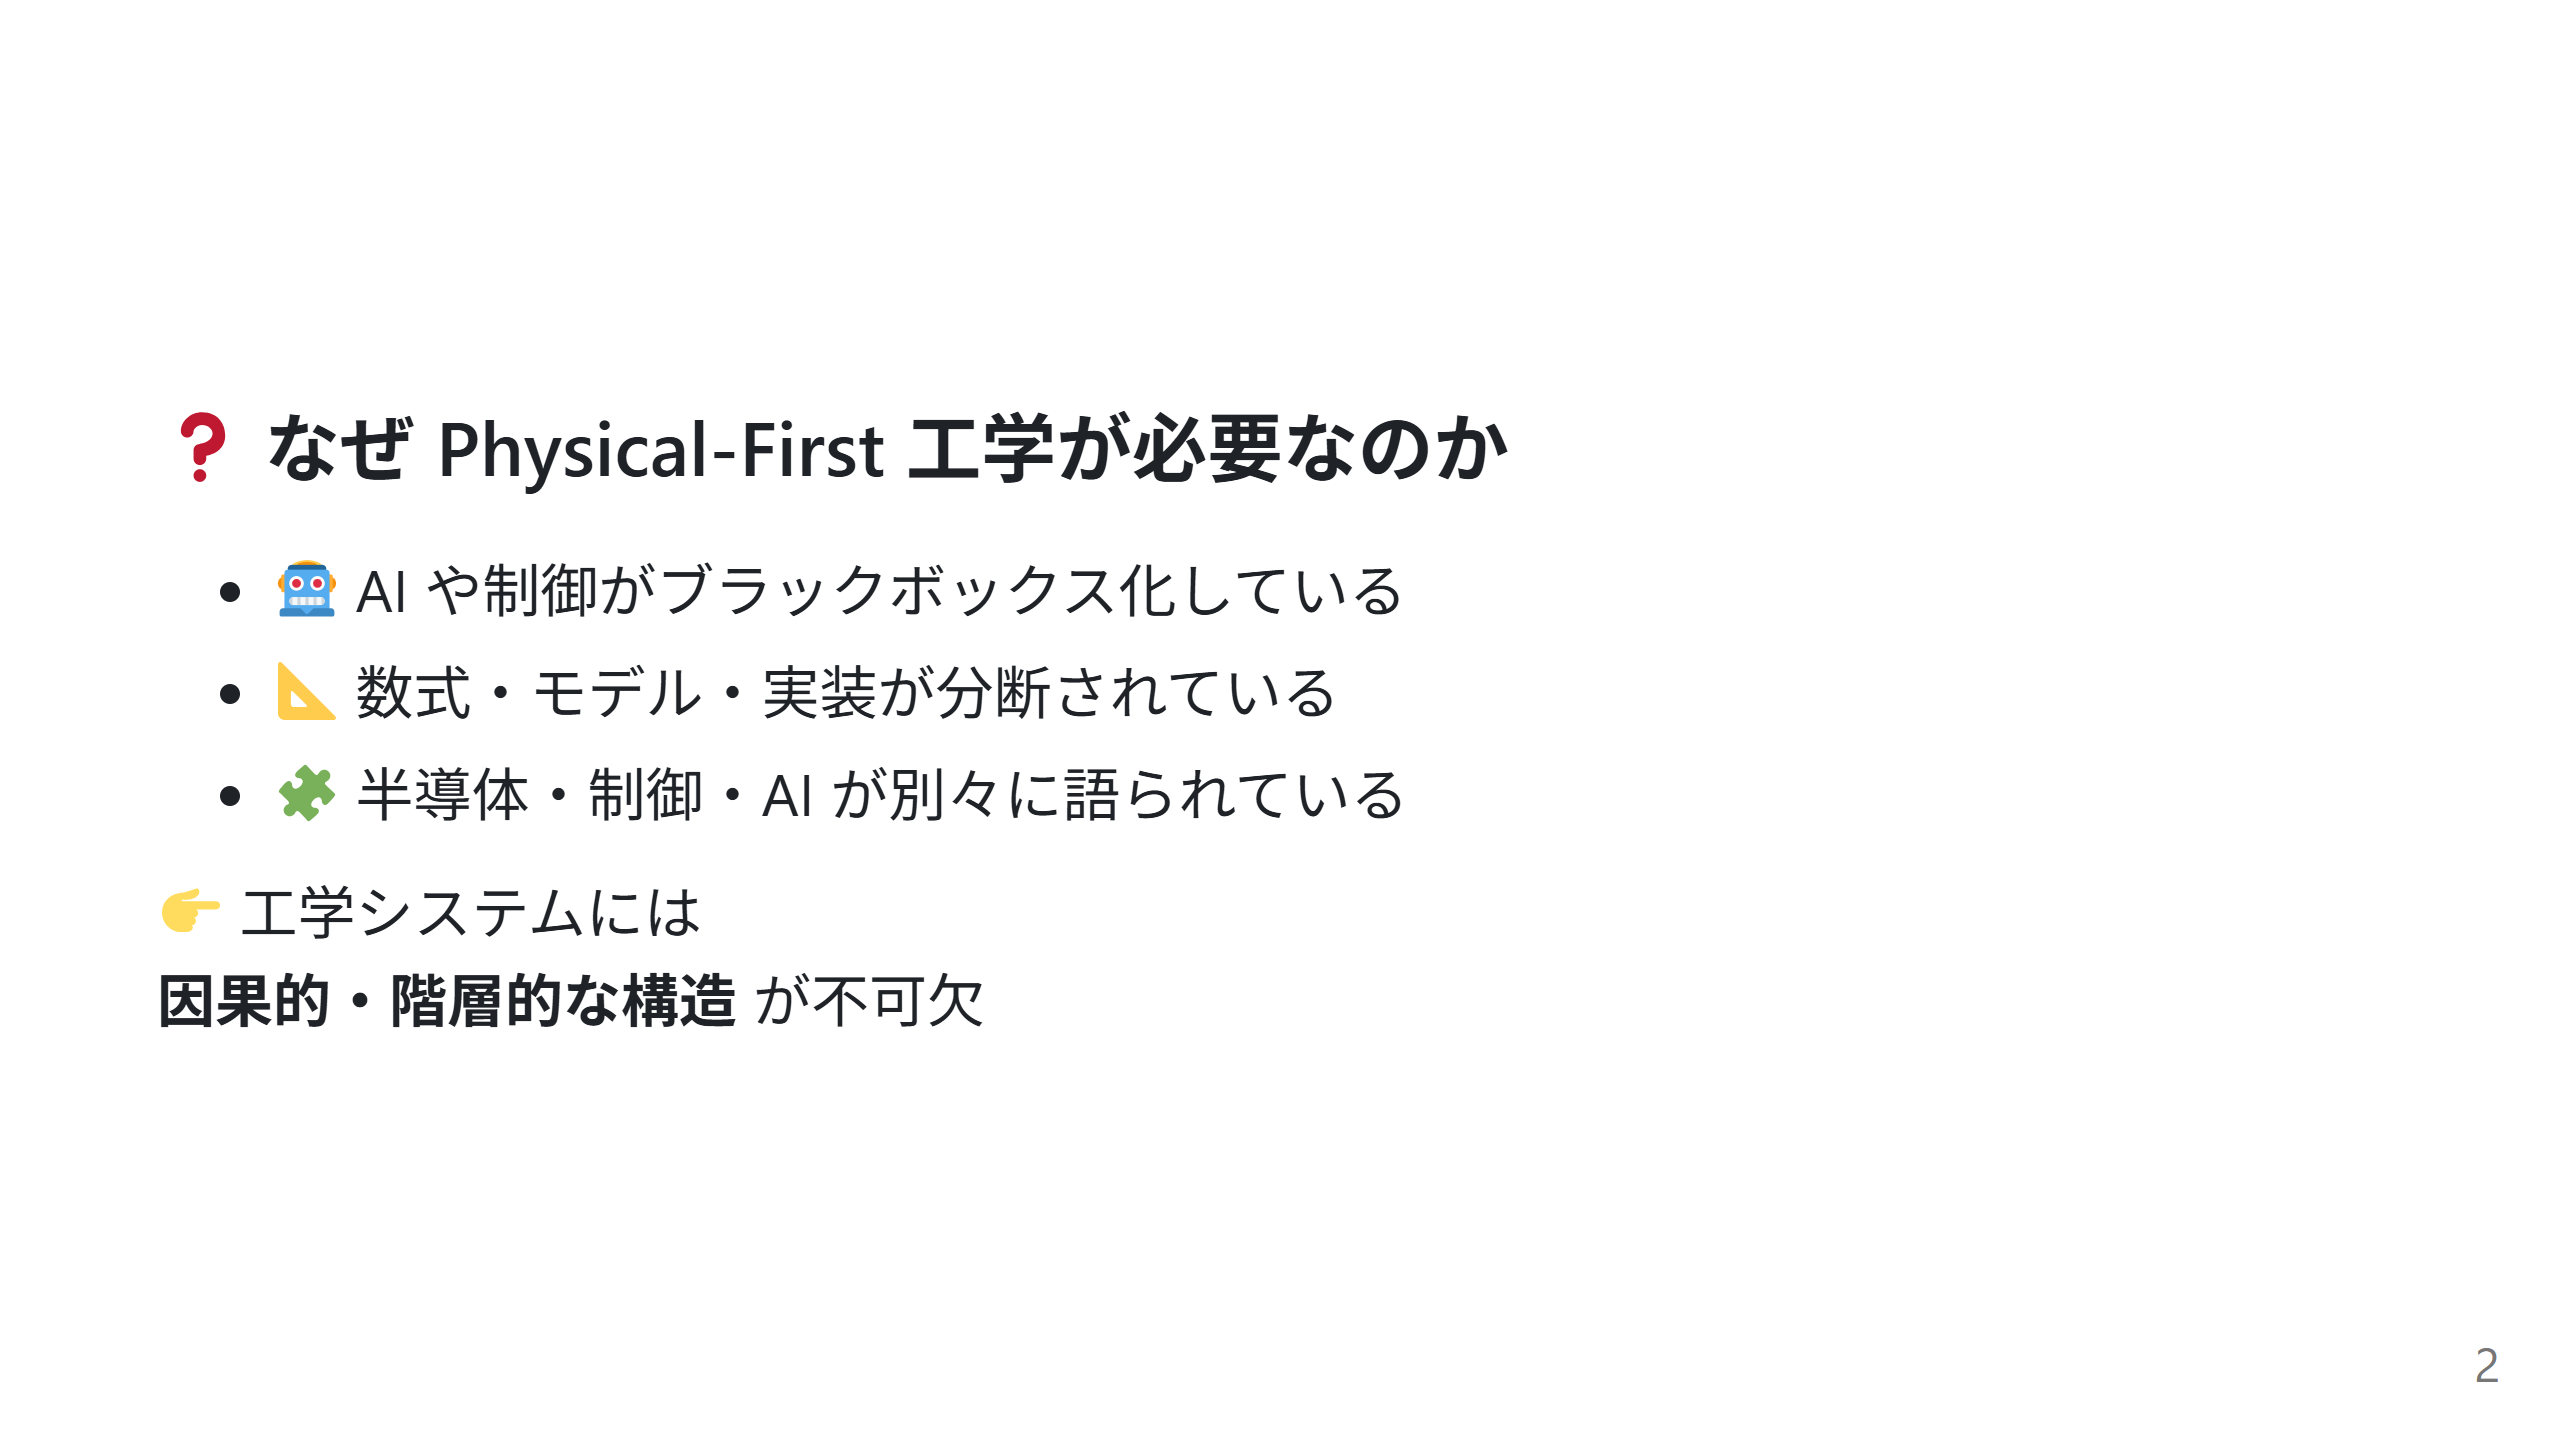 ❓ なぜ Physical-First 工学が必要なのか
• 🤖 AI や制御がブラックボックス化している
• 📐 数式・モデル・実装が分断されている
• 🧩 半導体・制御・AI が別々に語られている
👉 工学システムには
因果的・階層的な構造 が不可欠
2